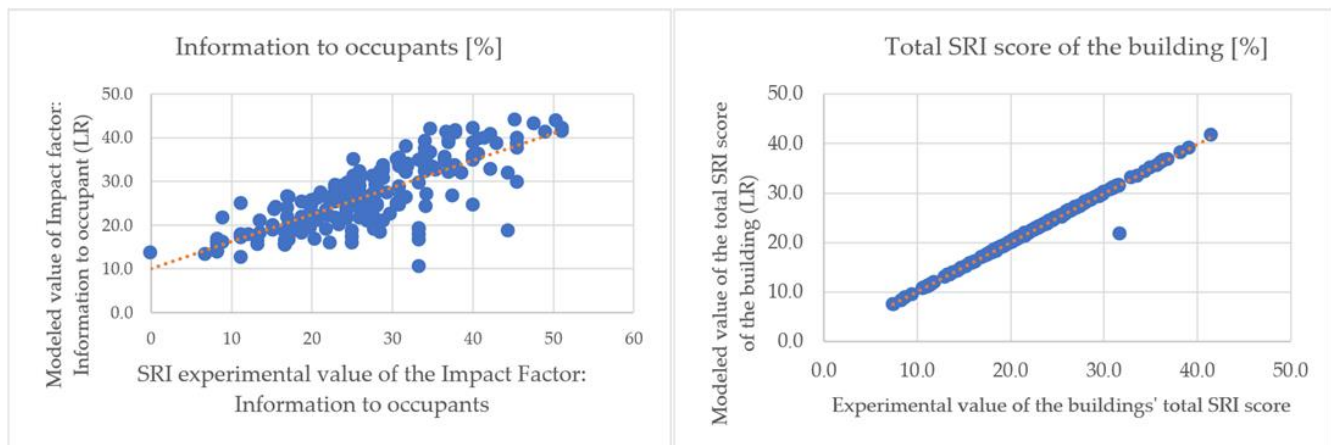 Information to occupants [%]
Modeled value of Impact factor:
Information to occupant (LR)
50.0
40.0
30.0
20.0
10.0
0.0
0 10 20 30 40 50 60
SRI experimental value of the Impact Factor:
Information to occupants
Total SRI score of the building [%]
Modeled value of the total SRI score
of the building (LR)
50.0
40.0
30.0
20.0
10.0
0.0
0.0 10.0 20.0 30.0 40.0 50.0
Experimental value of the buildings' total SRI score